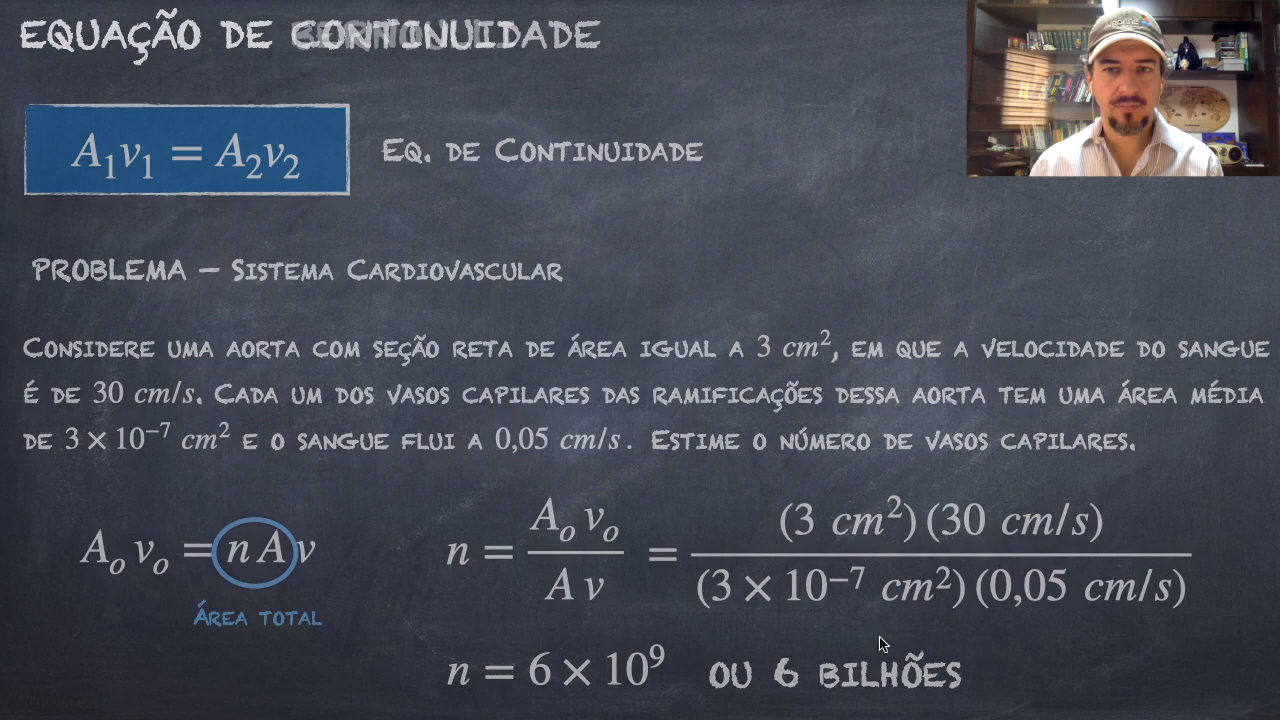 EQUAÇÃO DE CONTINUIDADE
A₁v₁ = A₂v₂
EQ. DE CONTINUIDADE
PROBLEMA – SISTEMA CARDIOVASCULAR
CONSIDERE UMA AORTA COM SEÇÃO RETA DE ÁREA IGUAL A 3 cm², EM QUE A VELOCIDADE DO SANGUE
É DE 30 cm/s. CADA UM DOS VASOS CAPILARES DAS RAMIFICAÇÕES DESSA AORTA TEM UMA ÁREA MÉDIA
DE 3 × 10⁻⁷ cm² E O SANGUE FLUI A 0,05 cm/s. ESTIME O NÚMERO DE VASOS CAPILARES.
Aₒ vₒ = n A v
ÁREA TOTAL
n = Aₒ vₒ / A v = (3 cm²) (30 cm/s) / (3 × 10⁻⁷ cm²) (0,05 cm/s)
n = 6 × 10⁹ OU 6 BILHÕES